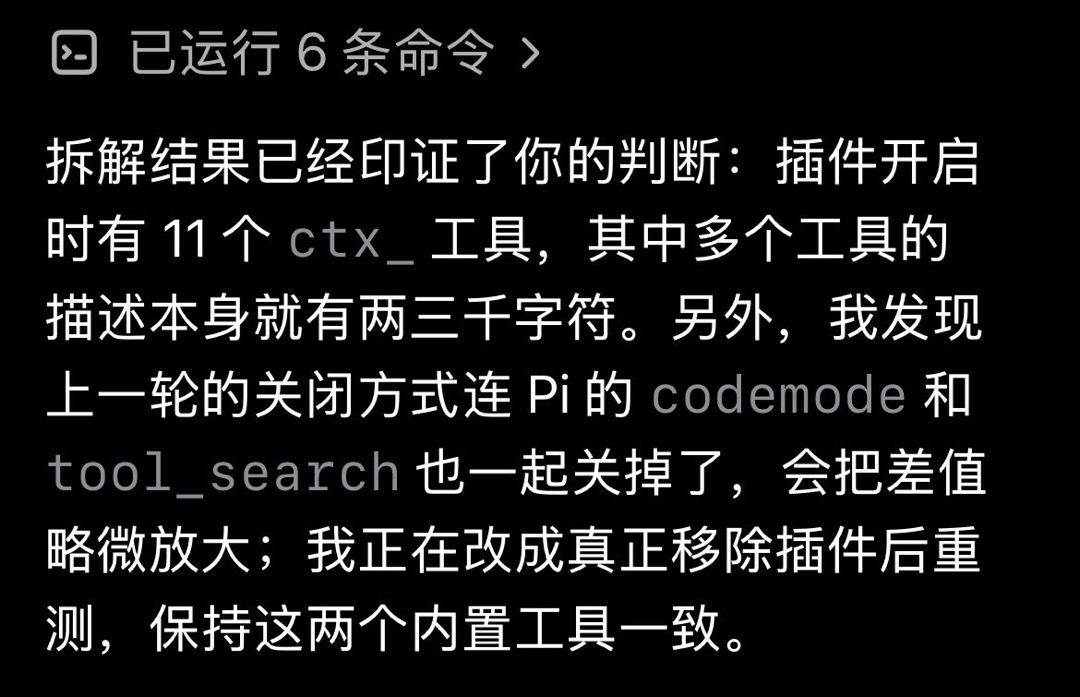 已运行 6 条命令 >
拆解结果已经印证了你的判断：插件开启
时有 11 个 ctx_ 工具，其中多个工具的
描述本身就有两三千字符。另外，我发现
上一轮的关闭方式连 Pi 的 codemode 和
tool_search 也一起关掉了，会把差值
略微放大；我正在改成真正移除插件后重
测，保持这两个内置工具一致。